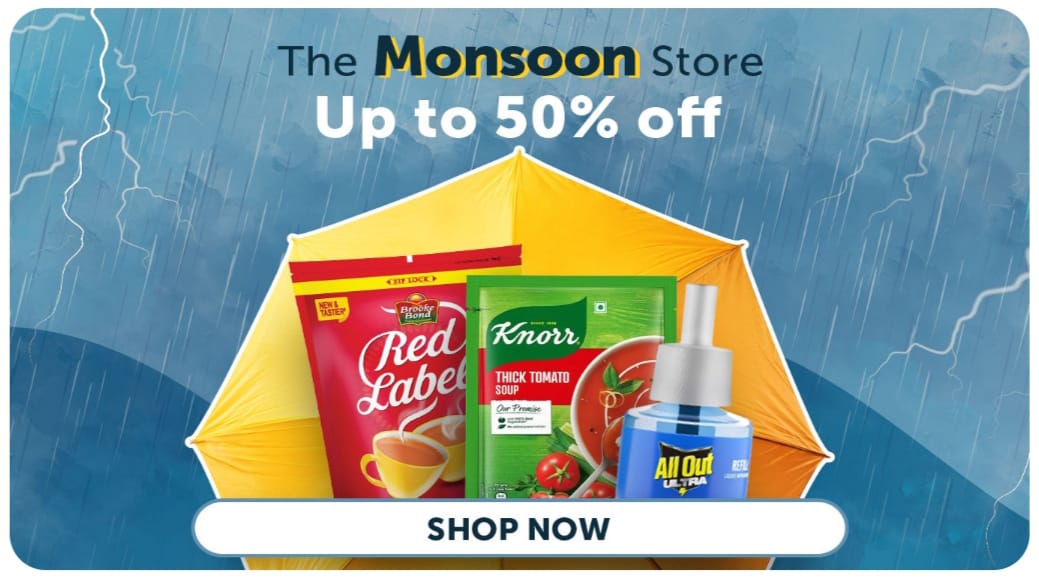 The Monsoon Store
Up to 50% off
ZIP LOCK
NEW &
TASTIER*
Brooke
Bond
Red
Label
Knorr
THICK TOMATO
SOUP
Our Promise
All Out
ULTRA
SHOP NOW